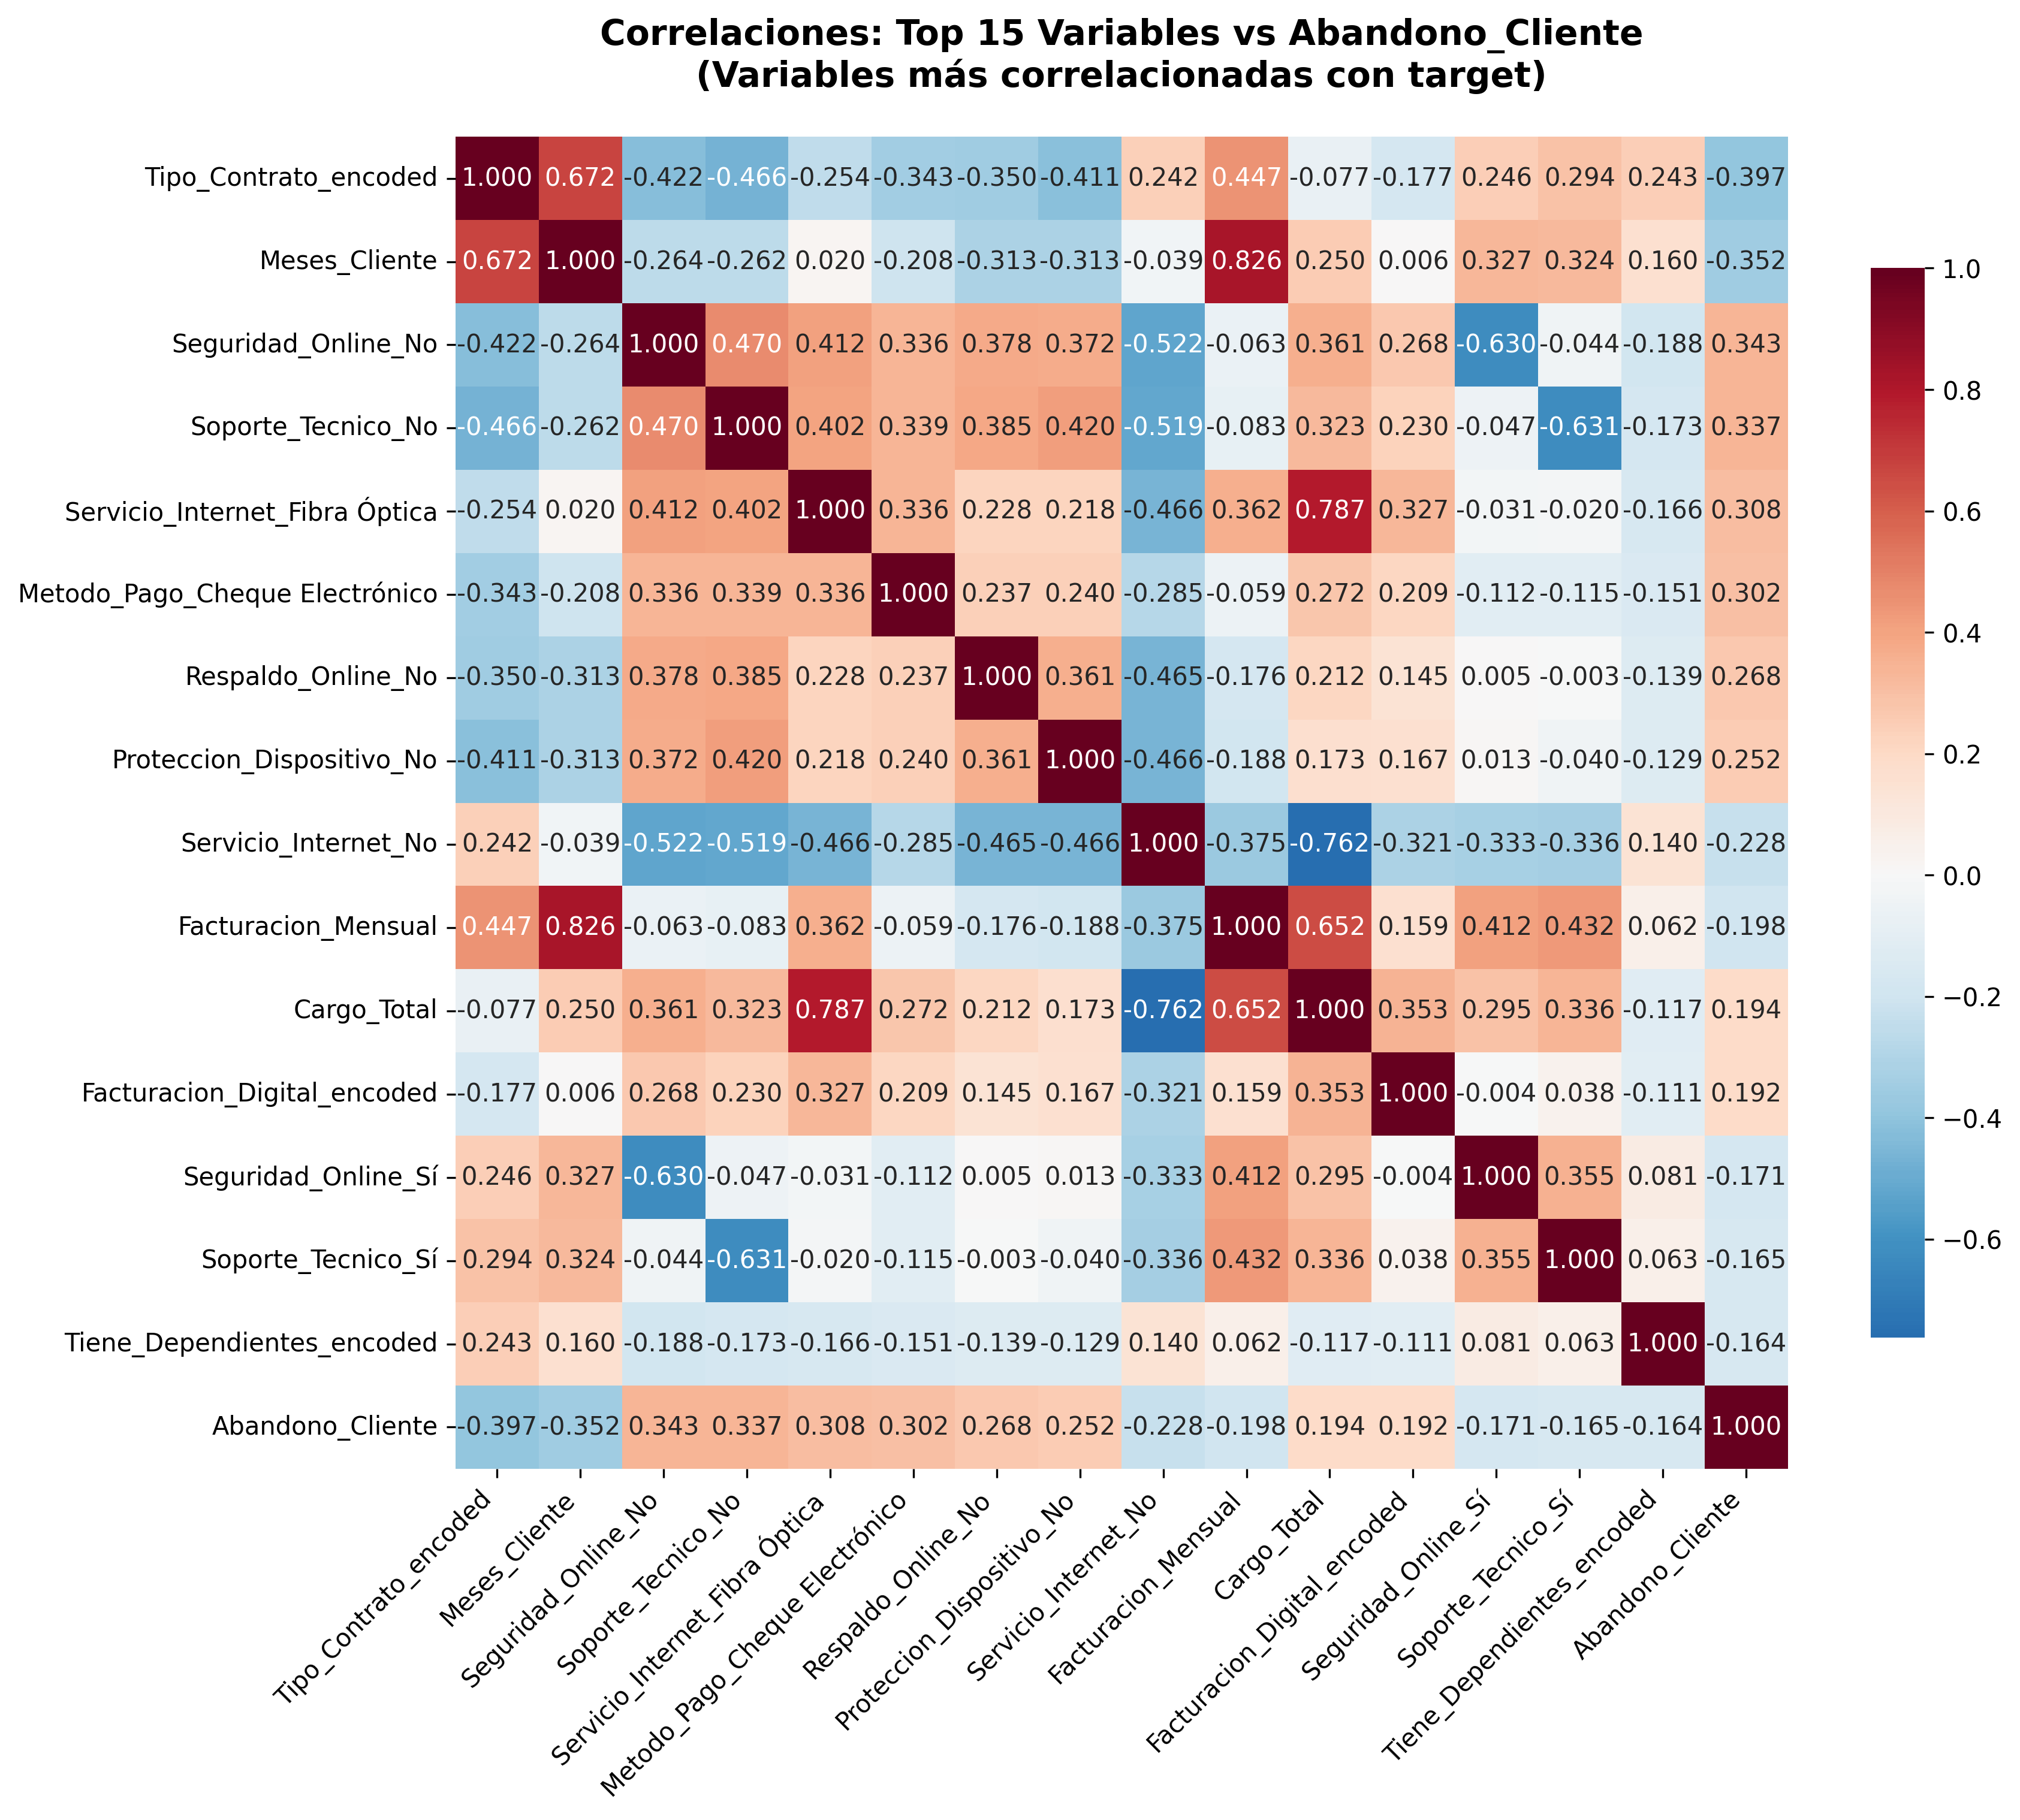 Correlaciones: Top 15 Variables vs Abandono_Cliente
(Variables más correlacionadas con target)
Tipo_Contrato_encoded 1.000 0.672 -0.422 -0.466 -0.254 -0.343 -0.350 -0.411 0.242 0.447 -0.077 -0.177 0.246 0.294 0.243 -0.397
Meses_Cliente 0.672 1.000 -0.264 -0.262 0.020 -0.208 -0.313 -0.313 -0.039 0.826 0.250 0.006 0.327 0.324 0.160 -0.352
Seguridad_Online_No -0.422 -0.264 1.000 0.470 0.412 0.336 0.378 0.372 -0.522 -0.063 0.361 0.268 -0.630 -0.044 -0.188 0.343
Soporte_Tecnico_No -0.466 -0.262 0.470 1.000 0.402 0.339 0.385 0.420 -0.519 -0.083 0.323 0.230 -0.047 -0.631 -0.173 0.337
Servicio_Internet_Fibra Óptica -0.254 0.020 0.412 0.402 1.000 0.336 0.228 0.218 -0.466 0.362 0.787 0.327 -0.031 -0.020 -0.166 0.308
Metodo_Pago_Cheque Electrónico -0.343 -0.208 0.336 0.339 0.336 1.000 0.237 0.240 -0.285 -0.059 0.272 0.209 -0.112 -0.115 -0.151 0.302
Respaldo_Online_No -0.350 -0.313 0.378 0.385 0.228 0.237 1.000 0.361 -0.465 -0.176 0.212 0.145 0.005 -0.003 -0.139 0.268
Proteccion_Dispositivo_No -0.411 -0.313 0.372 0.420 0.218 0.240 0.361 1.000 -0.466 -0.188 0.173 0.167 0.013 -0.040 -0.129 0.252
Servicio_Internet_No 0.242 -0.039 -0.522 -0.519 -0.466 -0.285 -0.465 -0.466 1.000 -0.375 -0.762 -0.321 -0.333 -0.336 0.140 -0.228
Facturacion_Mensual 0.447 0.826 -0.063 -0.083 0.362 -0.059 -0.176 -0.188 -0.375 1.000 0.652 0.159 0.412 0.432 0.062 -0.198
Cargo_Total -0.077 0.250 0.361 0.323 0.787 0.272 0.212 0.173 -0.762 0.652 1.000 0.353 0.295 0.336 -0.117 0.194
Facturacion_Digital_encoded -0.177 0.006 0.268 0.230 0.327 0.209 0.145 0.167 -0.321 0.159 0.353 1.000 -0.004 0.038 -0.111 0.192
Seguridad_Online_Sí 0.246 0.327 -0.630 -0.047 -0.031 -0.112 0.005 0.013 -0.333 0.412 0.295 -0.004 1.000 0.355 0.081 -0.171
Soporte_Tecnico_Sí 0.294 0.324 -0.044 -0.631 -0.020 -0.115 -0.003 -0.040 -0.336 0.432 0.336 0.038 0.355 1.000 0.063 -0.165
Tiene_Dependientes_encoded 0.243 0.160 -0.188 -0.173 -0.166 -0.151 -0.139 -0.129 0.140 0.062 -0.117 -0.111 0.081 0.063 1.000 -0.164
Abandono_Cliente -0.397 -0.352 0.343 0.337 0.308 0.302 0.268 0.252 -0.228 -0.198 0.194 0.192 -0.171 -0.165 -0.164 1.000
Tipo_Contrato_encoded
Meses_Cliente
Seguridad_Online_No
Soporte_Tecnico_No
Servicio_Internet_Fibra Óptica
Metodo_Pago_Cheque Electrónico
Respaldo_Online_No
Proteccion_Dispositivo_No
Servicio_Internet_No
Facturacion_Mensual
Cargo_Total
Facturacion_Digital_encoded
Seguridad_Online_Sí
Soporte_Tecnico_Sí
Tiene_Dependientes_encoded
Abandono_Cliente
1.0
0.8
0.6
0.4
0.2
0.0
−0.2
−0.4
−0.6